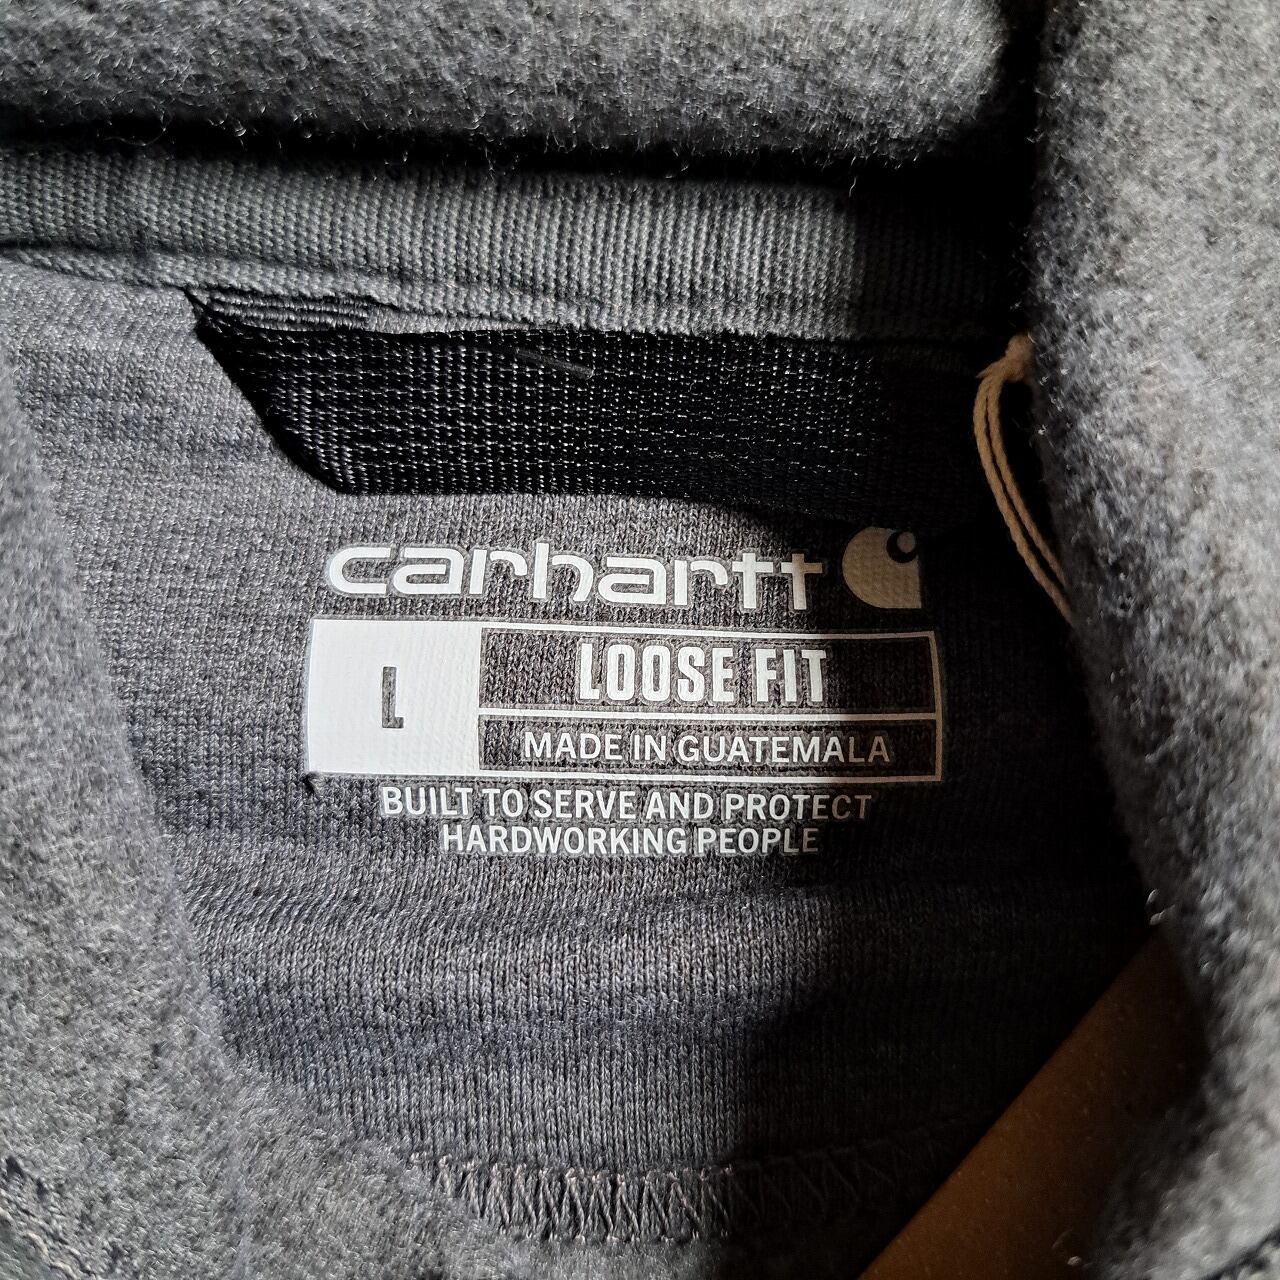 carhartt
L
LOOSE FIT
MADE IN GUATEMALA
BUILT TO SERVE AND PROTECT
HARDWORKING PEOPLE